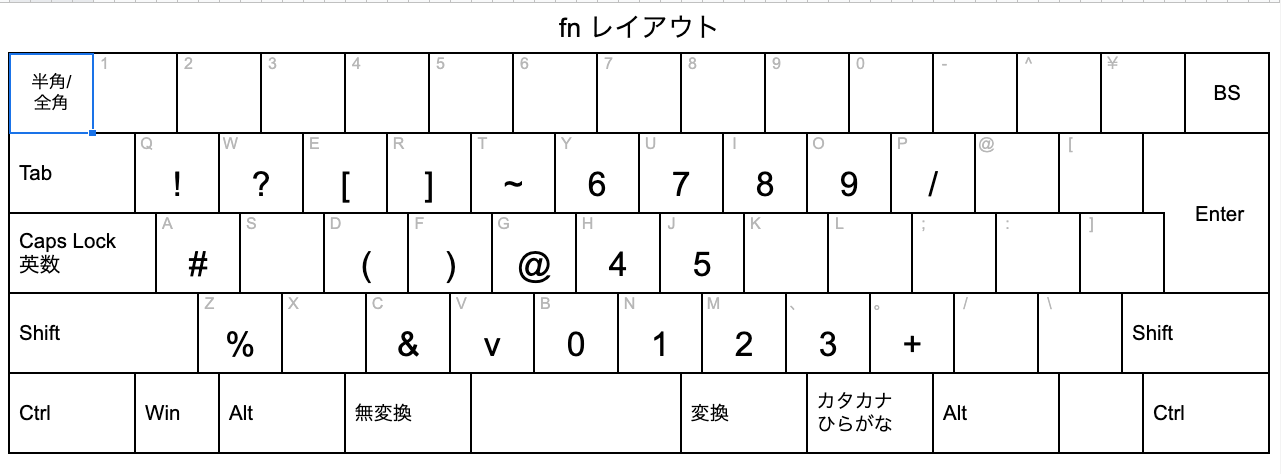 fn レイアウト
半角/
全角
1 2 3 4 5 6 7 8 9 0 - ^ ¥
BS
Tab
Q W E R T Y U I O P @ [
! ? [ ] ~ 6 7 8 9 /
Enter
Caps Lock
英数
A S D F G H J K L ; : ]
# ( ) @ 4 5
Shift
Z X C V B N M 、 。 / \
% & v 0 1 2 3 +
Shift
Ctrl Win Alt 無変換 変換
カタカナ
ひらがな
Alt Ctrl